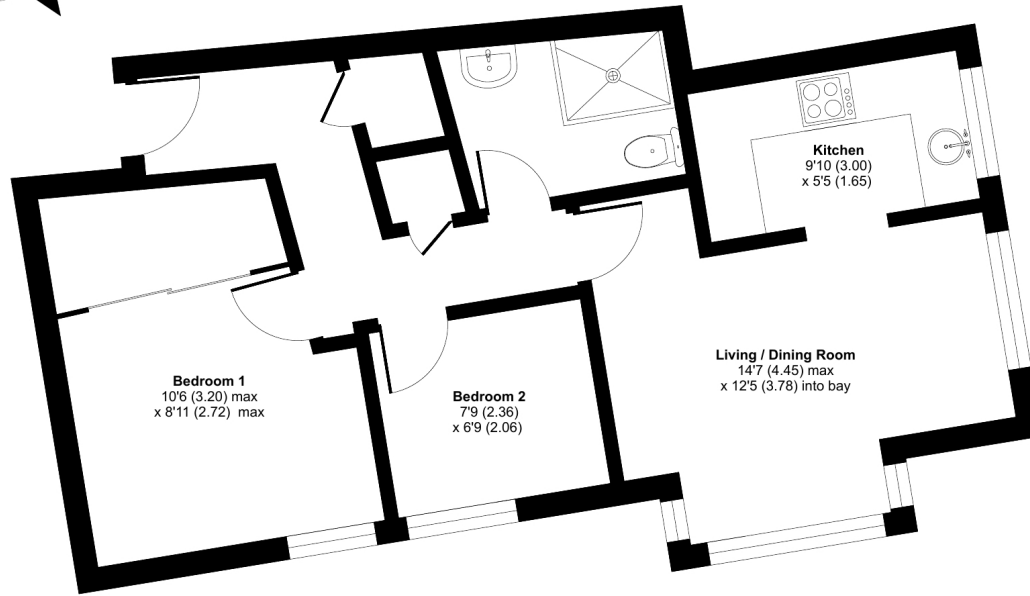 Kitchen
9'10 (3.00)
x 5'5 (1.65)
Living / Dining Room
14'7 (4.45) max
x 12'5 (3.78) into bay
Bedroom 1
10'6 (3.20) max
x 8'11 (2.72) max
Bedroom 2
7'9 (2.36)
x 6'9 (2.06)